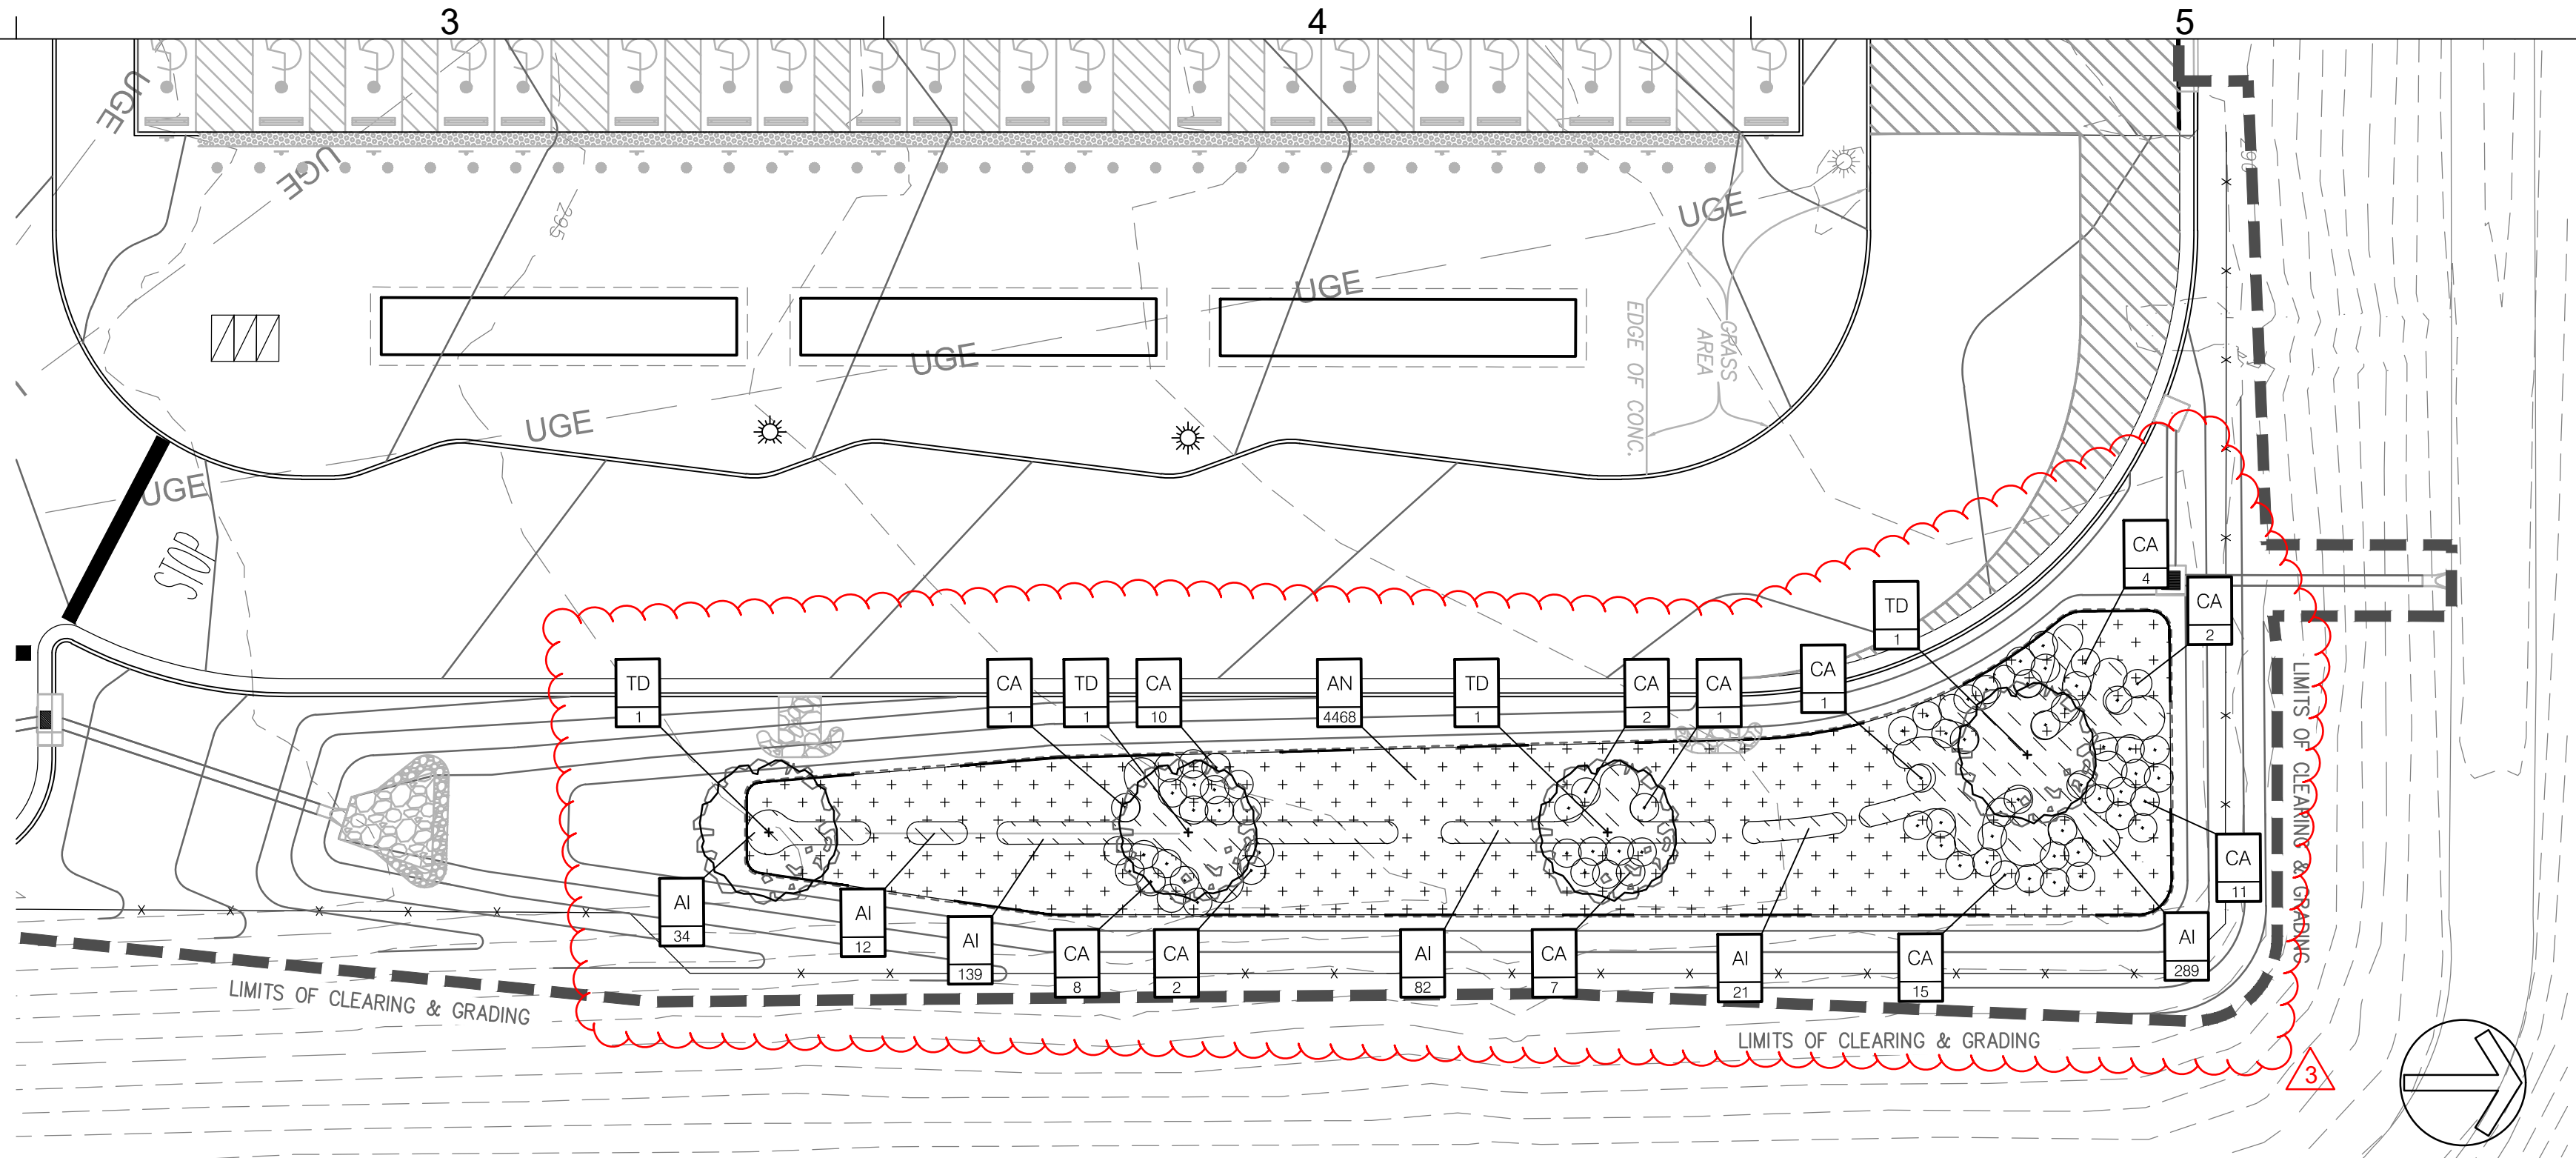 3
4
5
UGE
UGE
UGE
295
290
UGE
UGE
GRASS
AREA
EDGE OF CONC.
UGE
UGE
STOP
CA
4
TD
1
CA
2
TD
1
CA
1
TD
1
CA
10
AN
4468
TD
1
CA
2
CA
1
CA
1
LIMITS OF CLEARING & GRADING
CA
11
AI
34
AI
12
AI
139
CA
8
CA
2
AI
82
CA
7
AI
21
CA
15
AI
289
LIMITS OF CLEARING & GRADING
LIMITS OF CLEARING & GRADING
3